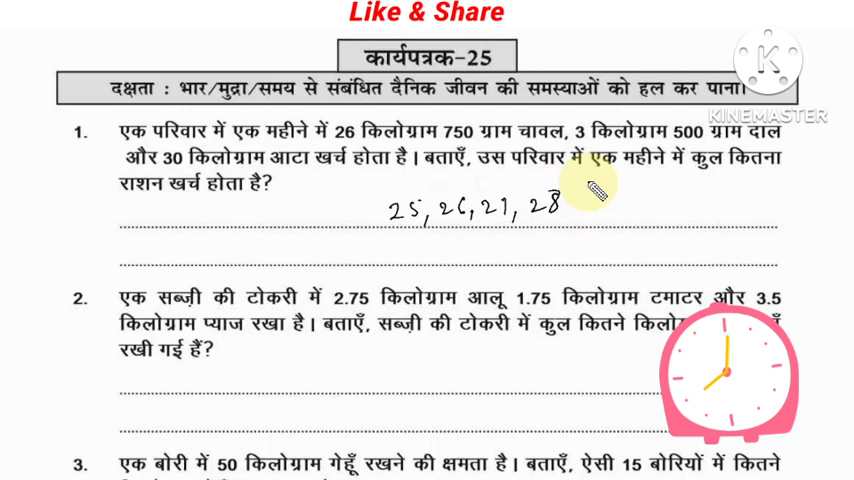 Like & Share
कार्यपत्रक-25
दक्षता : भार/मुद्रा/समय से संबंधित दैनिक जीवन की समस्याओं को हल कर पाना।
K
KINEMASTER
1. एक परिवार में एक महीने में 26 किलोग्राम 750 ग्राम चावल, 3 किलोग्राम 500 ग्राम दाल
और 30 किलोग्राम आटा खर्च होता है। बताएँ, उस परिवार में एक महीने में कुल कितना
राशन खर्च होता है?
25, 26, 27, 28
2. एक सब्ज़ी की टोकरी में 2.75 किलोग्राम आलू 1.75 किलोग्राम टमाटर और 3.5
किलोग्राम प्याज रखा है। बताएँ, सब्ज़ी की टोकरी में कुल कितने
रखी गई हैं?
3. एक बोरी में 50 किलोग्राम गेहूँ रखने की क्षमता है। बताएँ, ऐसी 15 बोरियों में कितने